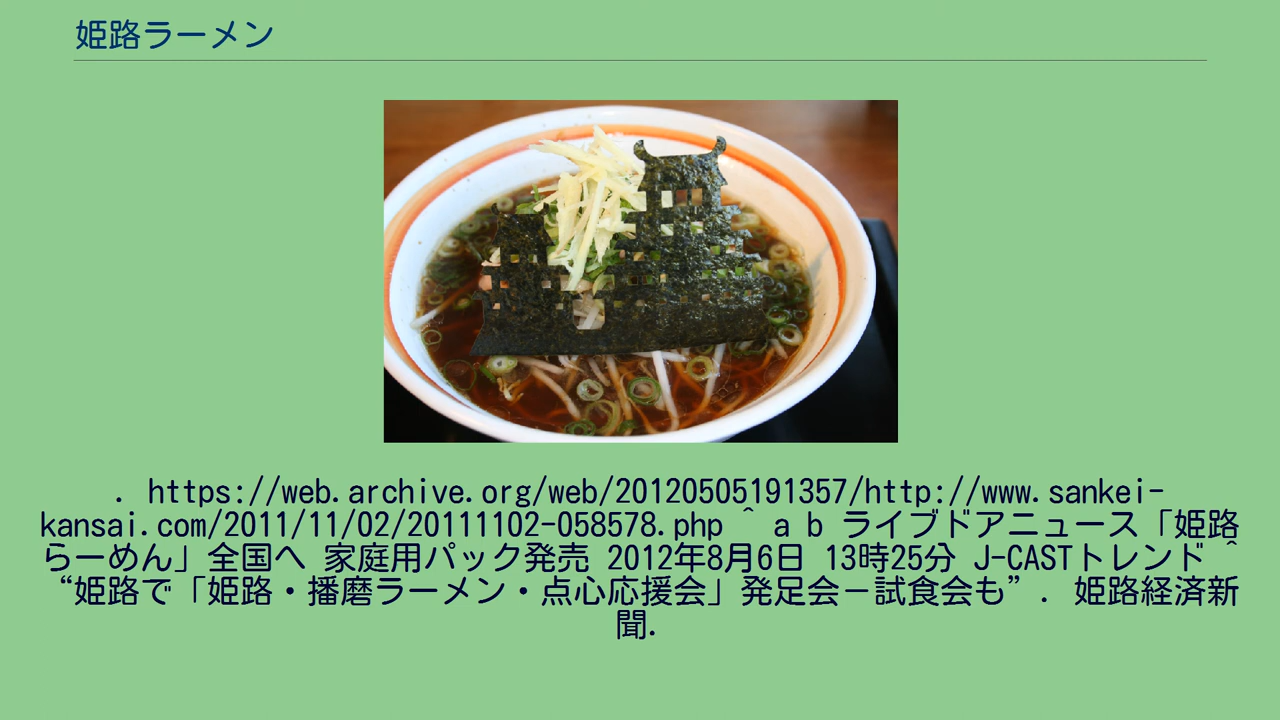 姫路ラーメン
. https://web.archive.org/web/20120505191357/http://www.sankei-
kansai.com/2011/11/02/20111102-058578.php ^ a b ライブドアニュース「姫路
らーめん」全国へ 家庭用パック発売 2012年8月6日 13時25分 J-CASTトレンド ^
“姫路で「姫路・播磨ラーメン・点心応援会」発足会－試食会も”. 姫路経済新
聞.